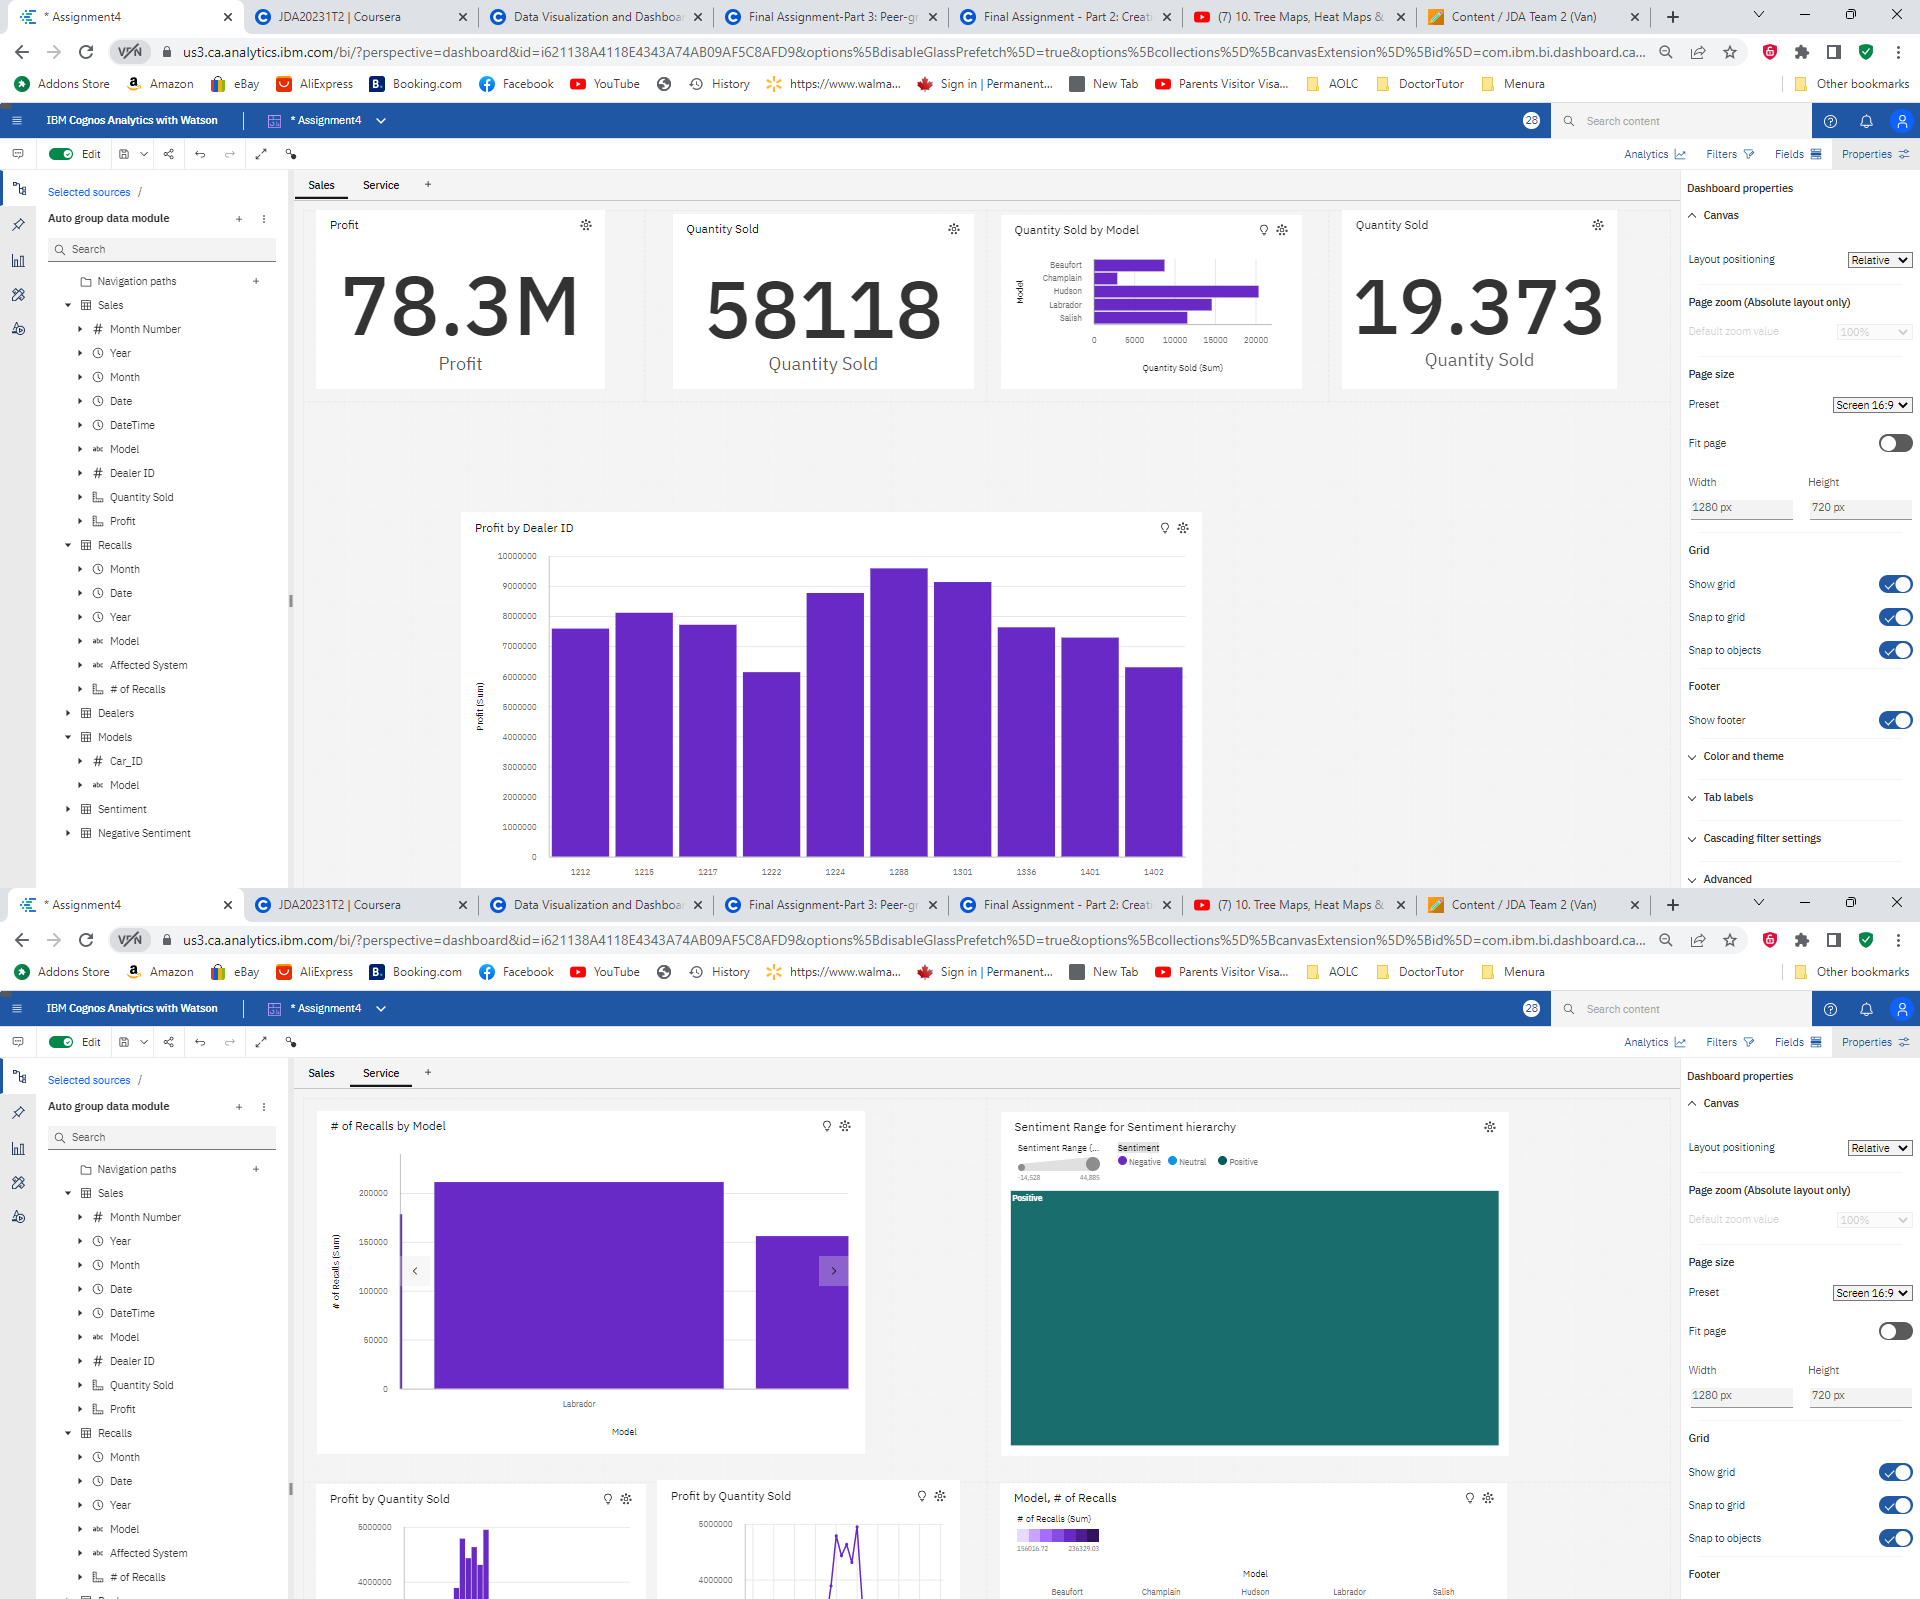 * Assignment4
JDA20231T2 | Coursera
Data Visualization and Dashboar
Final Assignment-Part 3: Peer-gr
Final Assignment - Part 2: Creati
(7) 10. Tree Maps, Heat Maps &
Content / JDA Team 2 (Van)
VPN
us3.ca.analytics.ibm.com/bi/?perspective=dashboard&id=i621138A4118E4343A74AB09AF5C8AFD9&options%5BdisableGlassPrefetch%5D=true&options%5Bcollections%5D%5BcanvasExtension%5D%5Bid%5D=com.ibm.bi.dashboard.ca...
Addons Store
Amazon
eBay
AliExpress
Booking.com
Facebook
YouTube
History
https://www.walma...
Sign in | Permanent...
New Tab
Parents Visitor Visa...
AOLC
DoctorTutor
Menura
Other bookmarks
IBM Cognos Analytics with Watson
* Assignment4
28
Search content
Edit
Analytics
Filters
Fields
Properties
Selected sources /
Auto group data module
Search
Navigation paths
Sales
# Month Number
Year
Month
Date
DateTime
abc Model
# Dealer ID
Quantity Sold
Profit
Recalls
Month
Date
Year
abc Model
abc Affected System
# of Recalls
Dealers
Models
# Car_ID
abc Model
Sentiment
Negative Sentiment
Sales
Service
Profit
78.3M
Profit
Quantity Sold
58118
Quantity Sold
Quantity Sold by Model
Model
Beaufort
Champlain
Hudson
Labrador
Salish
0 5000 10000 15000 20000
Quantity Sold (Sum)
Quantity Sold
19.373
Quantity Sold
Profit by Dealer ID
Profit (Sum)
10000000
9000000
8000000
7000000
6000000
5000000
4000000
3000000
2000000
1000000
0
1212 1215 1217 1222 1224 1288 1301 1336 1401 1402
Dashboard properties
Canvas
Layout positioning
Relative
Page zoom (Absolute layout only)
Default zoom value
100%
Page size
Preset
Screen 16:9
Fit page
Width
Height
1280 px
720 px
Grid
Show grid
Snap to grid
Snap to objects
Footer
Show footer
Color and theme
Tab labels
Cascading filter settings
Advanced
* Assignment4
JDA20231T2 | Coursera
Data Visualization and Dashboar
Final Assignment-Part 3: Peer-gr
Final Assignment - Part 2: Creati
(7) 10. Tree Maps, Heat Maps &
Content / JDA Team 2 (Van)
VPN
us3.ca.analytics.ibm.com/bi/?perspective=dashboard&id=i621138A4118E4343A74AB09AF5C8AFD9&options%5BdisableGlassPrefetch%5D=true&options%5Bcollections%5D%5BcanvasExtension%5D%5Bid%5D=com.ibm.bi.dashboard.ca...
Addons Store
Amazon
eBay
AliExpress
Booking.com
Facebook
YouTube
History
https://www.walma...
Sign in | Permanent...
New Tab
Parents Visitor Visa...
AOLC
DoctorTutor
Menura
Other bookmarks
IBM Cognos Analytics with Watson
* Assignment4
28
Search content
Edit
Analytics
Filters
Fields
Properties
Selected sources /
Auto group data module
Search
Navigation paths
Sales
# Month Number
Year
Month
Date
DateTime
abc Model
# Dealer ID
Quantity Sold
Profit
Recalls
Month
Date
Year
abc Model
abc Affected System
# of Recalls
Sales
Service
# of Recalls by Model
# of Recalls (Sum)
200000
150000
100000
50000
0
Labrador
Model
Sentiment Range for Sentiment hierarchy
Sentiment Range (...
Sentiment
Negative
Neutral
Positive
-14,528
44,885
Positive
Profit by Quantity Sold
5000000
4000000
Profit by Quantity Sold
5000000
4000000
Model, # of Recalls
# of Recalls (Sum)
156016.72
236329.03
Model
Beaufort Champlain Hudson Labrador Salish
Dashboard properties
Canvas
Layout positioning
Relative
Page zoom (Absolute layout only)
Default zoom value
100%
Page size
Preset
Screen 16:9
Fit page
Width
Height
1280 px
720 px
Grid
Show grid
Snap to grid
Snap to objects
Footer